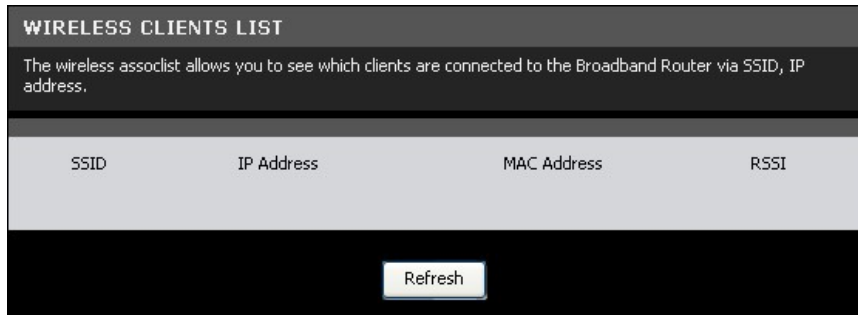 WIRELESS CLIENTS LIST
The wireless assoclist allows you to see which clients are connected to the Broadband Router via SSID, IP
address.
SSID IP Address MAC Address RSSI
Refresh